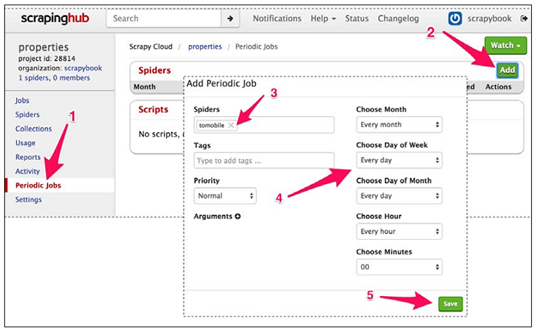 scrapinghub Search Notifications Help Status Changelog scrapybook
properties
project id: 28814
organization: scrapybook
1 spiders, 0 members
Jobs
Spiders
Collections
Usage
Reports
Activity
Periodic Jobs
Settings
1
Scrapy Cloud / properties / Periodic Jobs
2
Watch
Spiders
Add
Month
ed Actions
Scripts
No scripts,
Add Periodic Job
Spiders
3
tomobile ×
Tags
Type to add tags ...
Priority
Normal
Arguments
Choose Month
Every month
Choose Day of Week
Every day
4
Choose Day of Month
Every day
Choose Hour
Every hour
Choose Minutes
00
5
Save